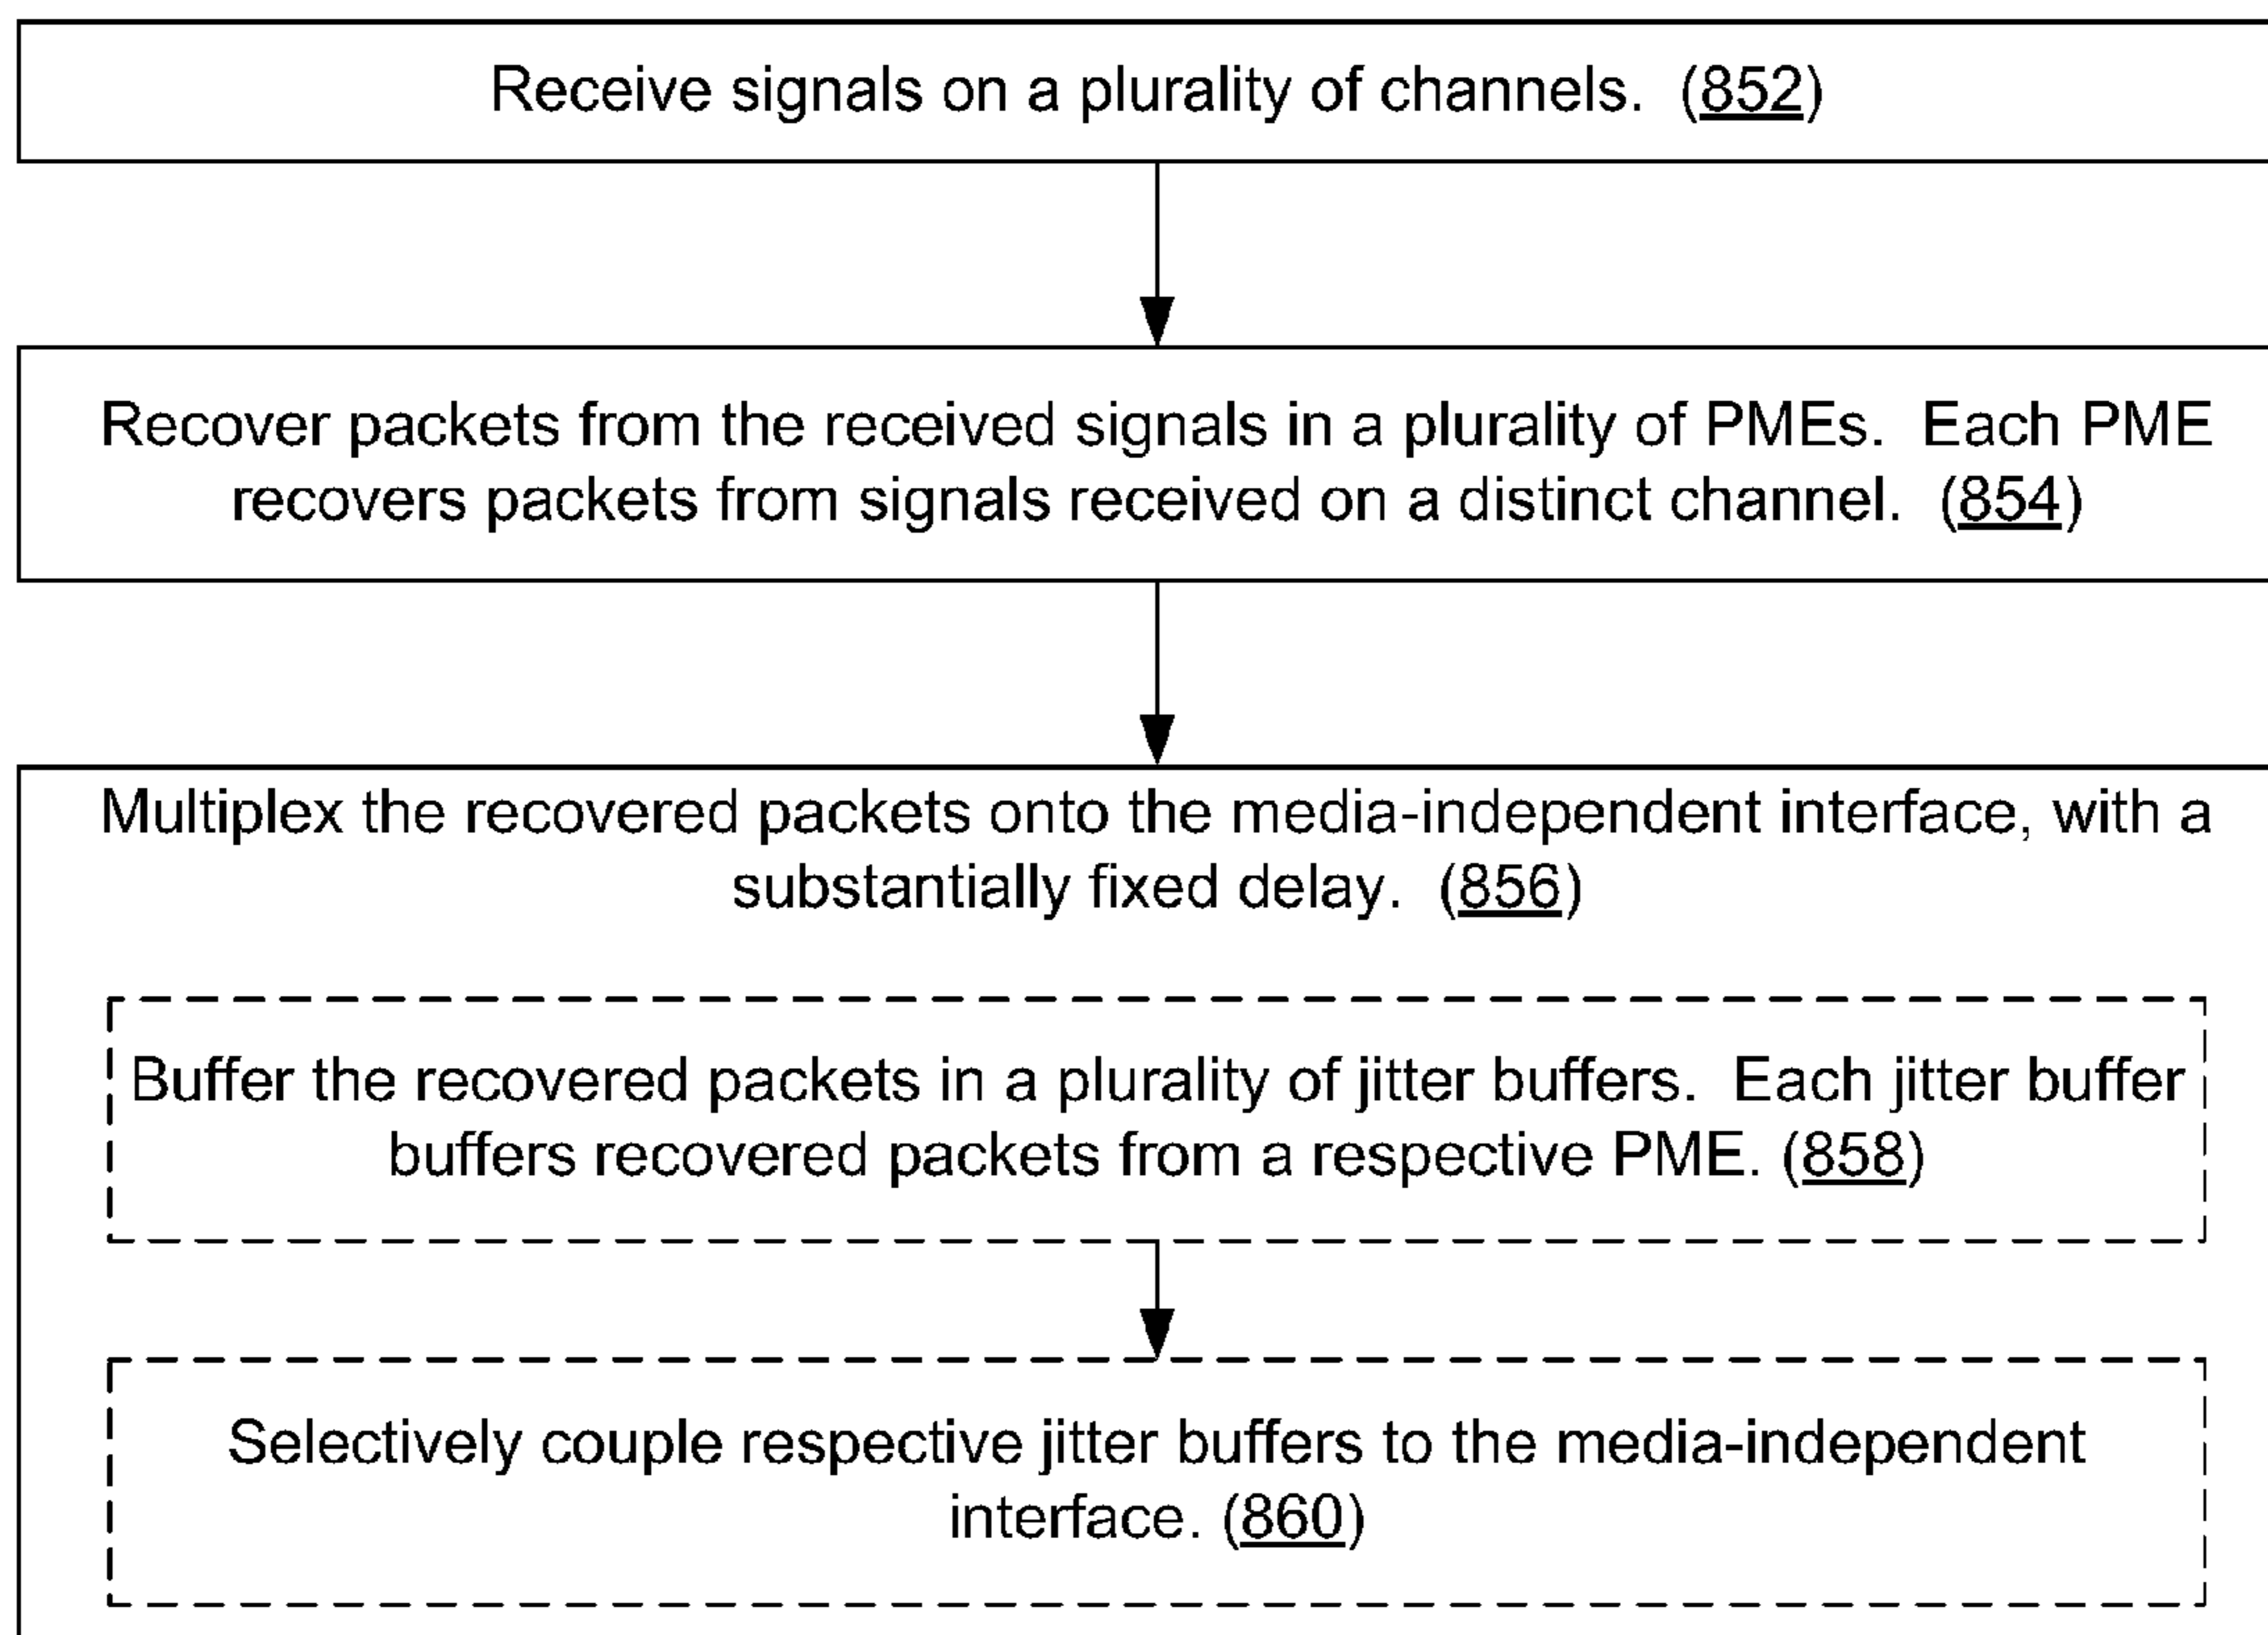 Receive signals on a plurality of channels. (852)
Recover packets from the received signals in a plurality of PMEs. Each PME
recovers packets from signals received on a distinct channel. (854)
Multiplex the recovered packets onto the media-independent interface, with a
substantially fixed delay. (856)
Buffer the recovered packets in a plurality of jitter buffers. Each jitter buffer
buffers recovered packets from a respective PME. (858)
Selectively couple respective jitter buffers to the media-independent
interface. (860)